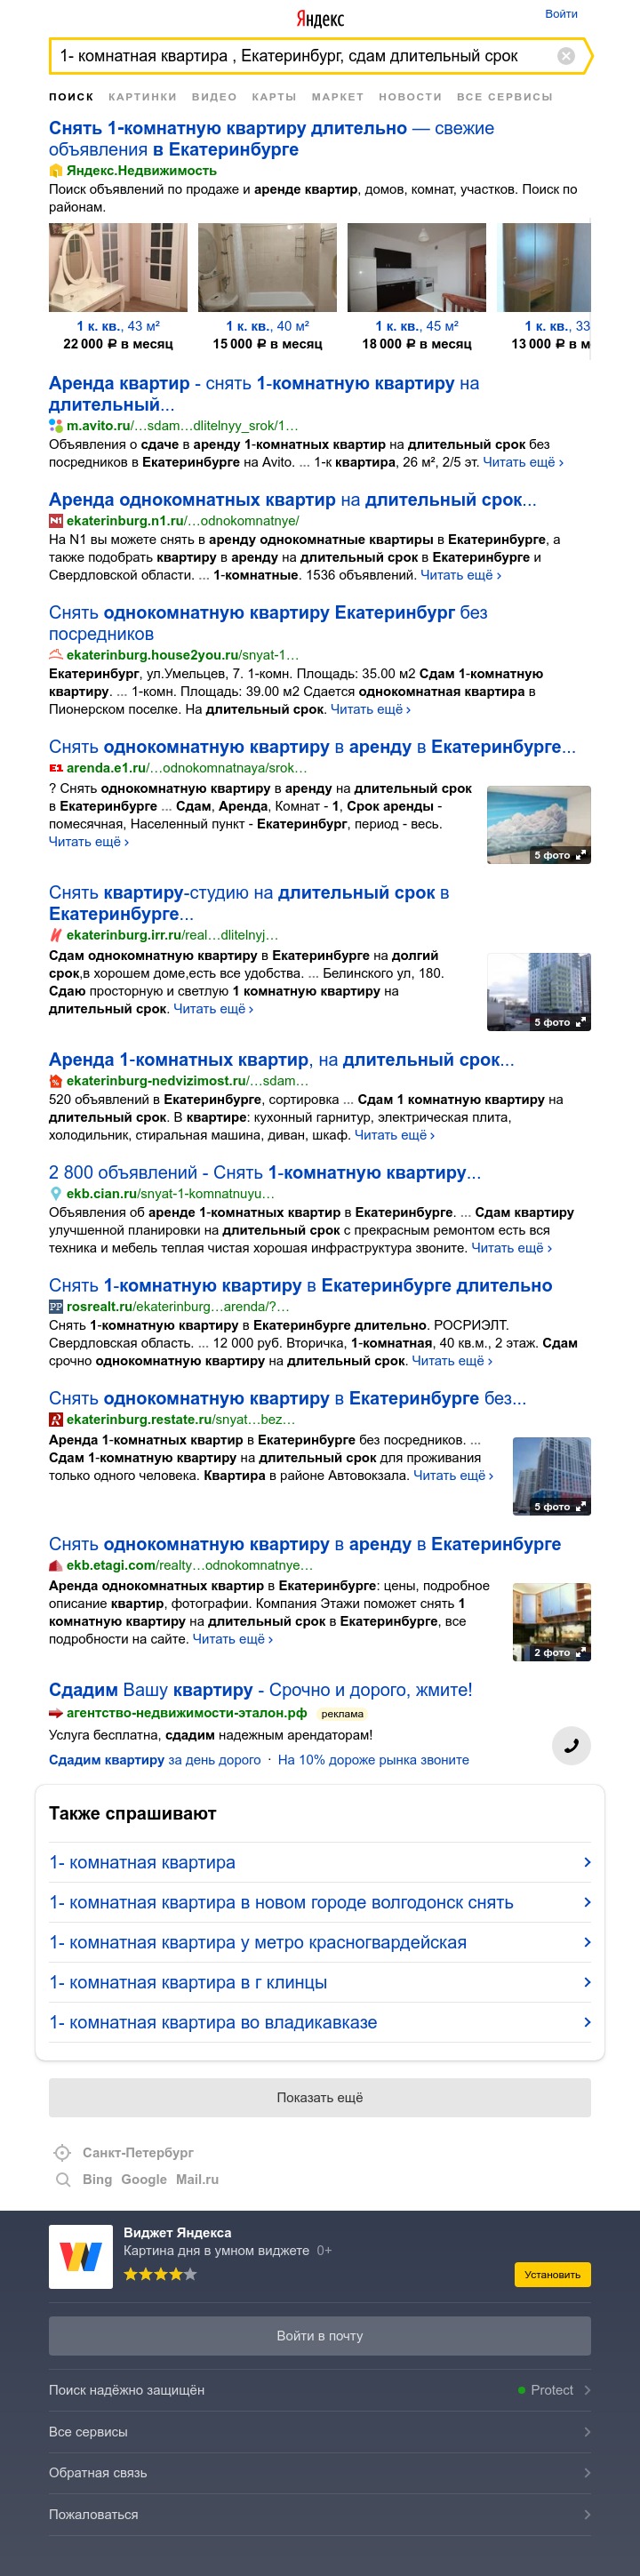 Яндекс
Войти
1- комнатная квартира , Екатеринбург, сдам длительный срок
ПОИСК КАРТИНКИ ВИДЕО КАРТЫ МАРКЕТ НОВОСТИ ВСЕ СЕРВИСЫ
Снять 1-комнатную квартиру длительно — свежие
объявления в Екатеринбурге
Яндекс.Недвижимость
Поиск объявлений по продаже и аренде квартир, домов, комнат, участков. Поиск по
районам.
1 к. кв., 43 м² 1 к. кв., 40 м² 1 к. кв., 45 м² 1 к. кв., 33
22 000 ₽ в месяц 15 000 ₽ в месяц 18 000 ₽ в месяц 13 000 ₽ в м
Аренда квартир - снять 1-комнатную квартиру на
длительный...
m.avito.ru/…sdam…dlitelnyy_srok/1…
Объявления о сдаче в аренду 1-комнатных квартир на длительный срок без
посредников в Екатеринбурге на Avito. ... 1-к квартира, 26 м², 2/5 эт. Читать ещё ›
Аренда однокомнатных квартир на длительный срок...
N1 ekaterinburg.n1.ru/…odnokomnatnye/
На N1 вы можете снять в аренду однокомнатные квартиры в Екатеринбурге, а
также подобрать квартиру в аренду на длительный срок в Екатеринбурге и
Свердловской области. ... 1-комнатные. 1536 объявлений. Читать ещё ›
Снять однокомнатную квартиру Екатеринбург без
посредников
ekaterinburg.house2you.ru/snyat-1…
Екатеринбург, ул.Умельцев, 7. 1-комн. Площадь: 35.00 м2 Сдам 1-комнатную
квартиру. ... 1-комн. Площадь: 39.00 м2 Сдается однокомнатная квартира в
Пионерском поселке. На длительный срок. Читать ещё ›
Снять однокомнатную квартиру в аренду в Екатеринбурге...
E1 arenda.e1.ru/…odnokomnatnaya/srok…
? Снять однокомнатную квартиру в аренду на длительный срок
в Екатеринбурге ... Сдам, Аренда, Комнат - 1, Срок аренды -
помесячная, Населенный пункт - Екатеринбург, период - весь.
Читать ещё ›
5 фото
Снять квартиру-студию на длительный срок в
Екатеринбурге...
ekaterinburg.irr.ru/real…dlitelnyj…
Сдам однокомнатную квартиру в Екатеринбурге на долгий
срок,в хорошем доме,есть все удобства. ... Белинского ул, 180.
Сдаю просторную и светлую 1 комнатную квартиру на
длительный срок. Читать ещё ›
5 фото
Аренда 1-комнатных квартир, на длительный срок...
ekaterinburg-nedvizimost.ru/…sdam…
520 объявлений в Екатеринбурге, сортировка ... Сдам 1 комнатную квартиру на
длительный срок. В квартире: кухонный гарнитур, электрическая плита,
холодильник, стиральная машина, диван, шкаф. Читать ещё ›
2 800 объявлений - Снять 1-комнатную квартиру...
ekb.cian.ru/snyat-1-komnatnuyu…
Объявления об аренде 1-комнатных квартир в Екатеринбурге. ... Сдам квартиру
улучшенной планировки на длительный срок с прекрасным ремонтом есть вся
техника и мебель теплая чистая хорошая инфраструктура звоните. Читать ещё ›
Снять 1-комнатную квартиру в Екатеринбурге длительно
PP rosrealt.ru/ekaterinburg…arenda/?…
Снять 1-комнатную квартиру в Екатеринбурге длительно. РОСРИЭЛТ.
Свердловская область. ... 12 000 руб. Вторичка, 1-комнатная, 40 кв.м., 2 этаж. Сдам
срочно однокомнатную квартиру на длительный срок. Читать ещё ›
Снять однокомнатную квартиру в Екатеринбурге без...
ekaterinburg.restate.ru/snyat…bez…
Аренда 1-комнатных квартир в Екатеринбурге без посредников. ...
Сдам 1-комнатную квартиру на длительный срок для проживания
только одного человека. Квартира в районе Автовокзала. Читать ещё ›
5 фото
Снять однокомнатную квартиру в аренду в Екатеринбурге
ekb.etagi.com/realty…odnokomnatnye…
Аренда однокомнатных квартир в Екатеринбурге: цены, подробное
описание квартир, фотографии. Компания Этажи поможет снять 1
комнатную квартиру на длительный срок в Екатеринбурге, все
подробности на сайте. Читать ещё ›
2 фото
Сдадим Вашу квартиру - Срочно и дорого, жмите!
агентство-недвижимости-эталон.рф реклама
Услуга бесплатна, сдадим надежным арендаторам!
Сдадим квартиру за день дорого · На 10% дороже рынка звоните
Также спрашивают
1- комнатная квартира
1- комнатная квартира в новом городе волгодонск снять
1- комнатная квартира у метро красногвардейская
1- комнатная квартира в г клинцы
1- комнатная квартира во владикавказе
Показать ещё
Санкт-Петербург
Bing Google Mail.ru
Виджет Яндекса
Картина дня в умном виджете 0+
Установить
Войти в почту
Поиск надёжно защищён Protect
Все сервисы
Обратная связь
Пожаловаться